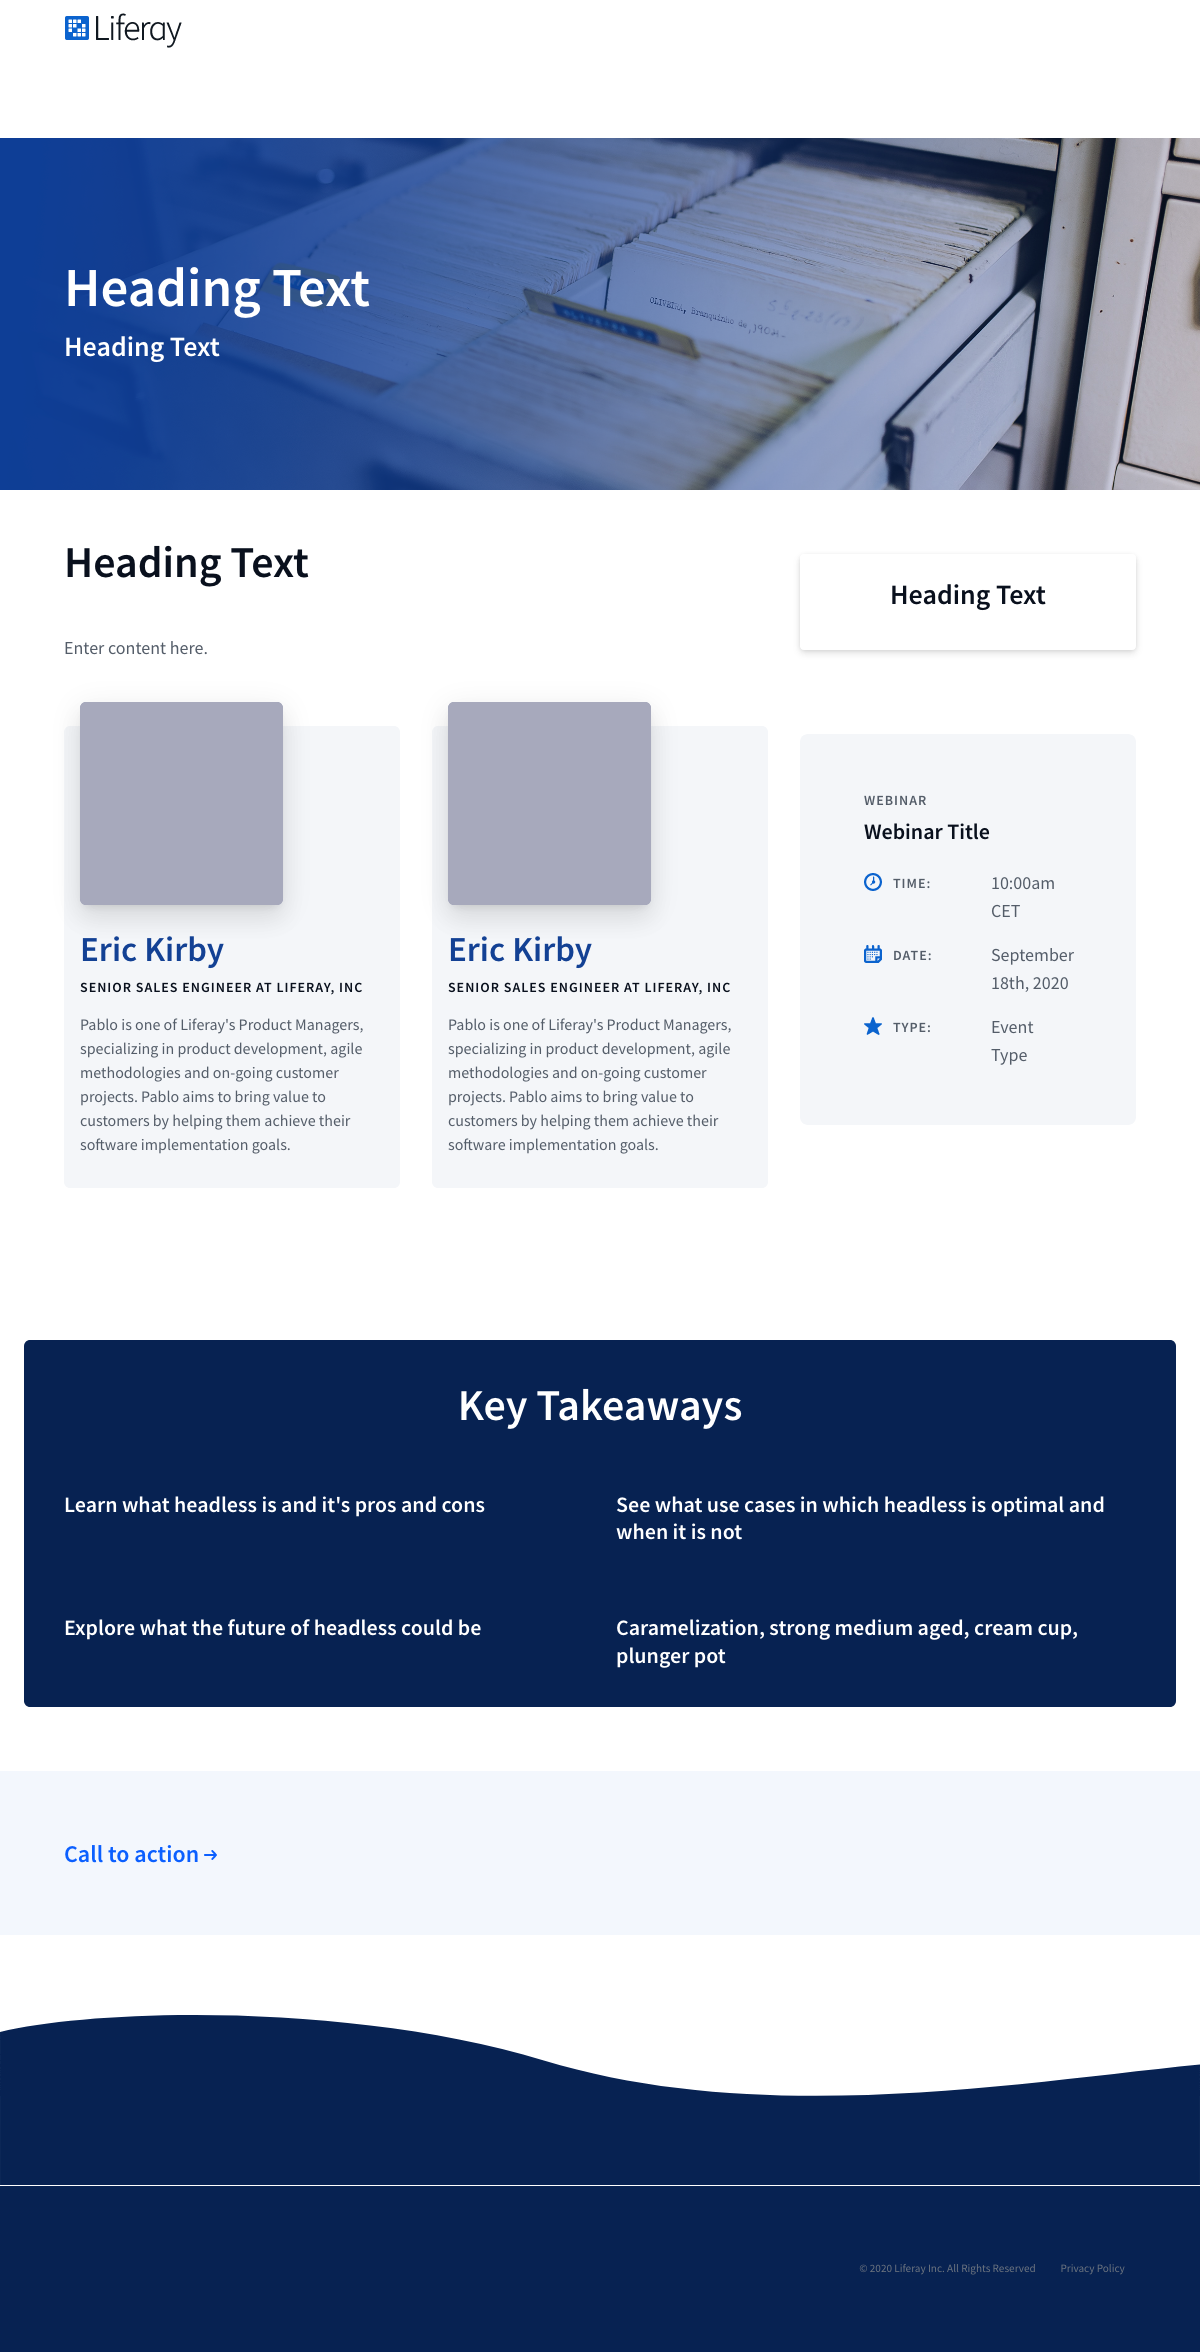 Liferay
OLIVEIRA, Branquinho de,
Heading Text
Heading Text
Heading Text
Enter content here.
Heading Text
Eric Kirby
SENIOR SALES ENGINEER AT LIFERAY, INC
Pablo is one of Liferay's Product Managers,
specializing in product development, agile
methodologies and on-going customer
projects. Pablo aims to bring value to
customers by helping them achieve their
software implementation goals.
Eric Kirby
SENIOR SALES ENGINEER AT LIFERAY, INC
Pablo is one of Liferay's Product Managers,
specializing in product development, agile
methodologies and on-going customer
projects. Pablo aims to bring value to
customers by helping them achieve their
software implementation goals.
WEBINAR
Webinar Title
TIME: 10:00am
CET
DATE: September
18th, 2020
TYPE: Event
Type
Key Takeaways
Learn what headless is and it's pros and cons
See what use cases in which headless is optimal and
when it is not
Explore what the future of headless could be
Caramelization, strong medium aged, cream cup,
plunger pot
Call to action →
© 2020 Liferay Inc. All Rights Reserved Privacy Policy